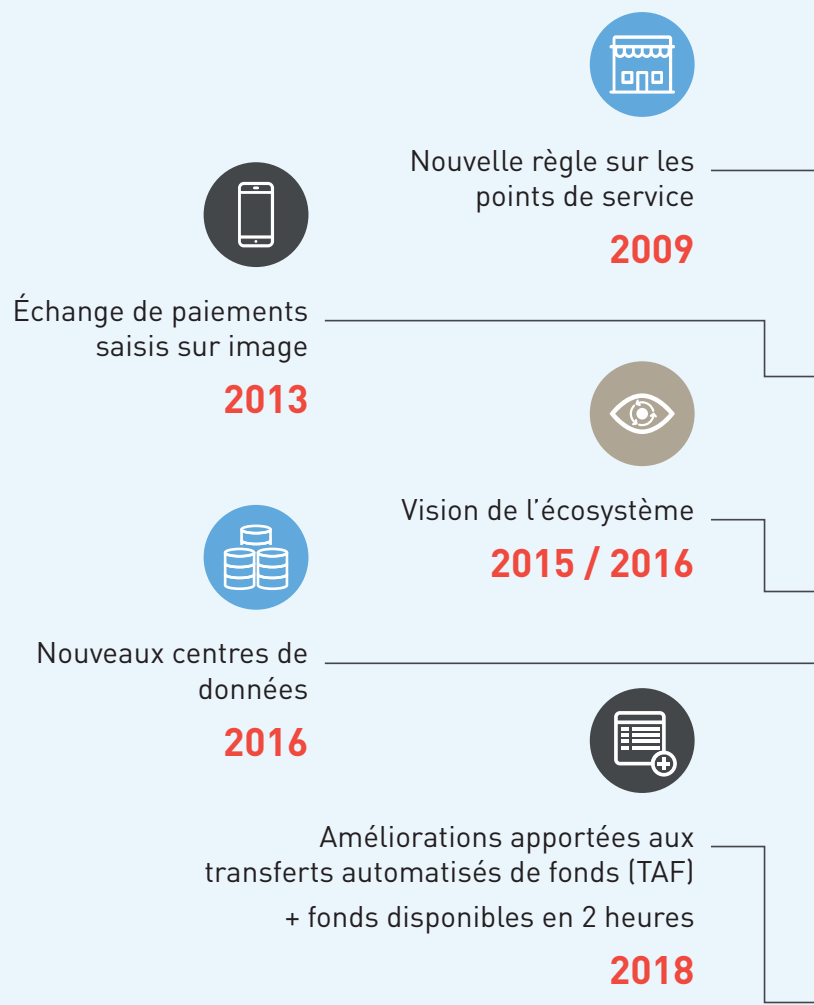 Nouvelle règle sur les
points de service
2009
Échange de paiements
saisis sur image
2013
Vision de l'écosystème
2015 / 2016
Nouveaux centres de
données
2016
Améliorations apportées aux
transferts automatisés de fonds (TAF)
+ fonds disponibles en 2 heures
2018